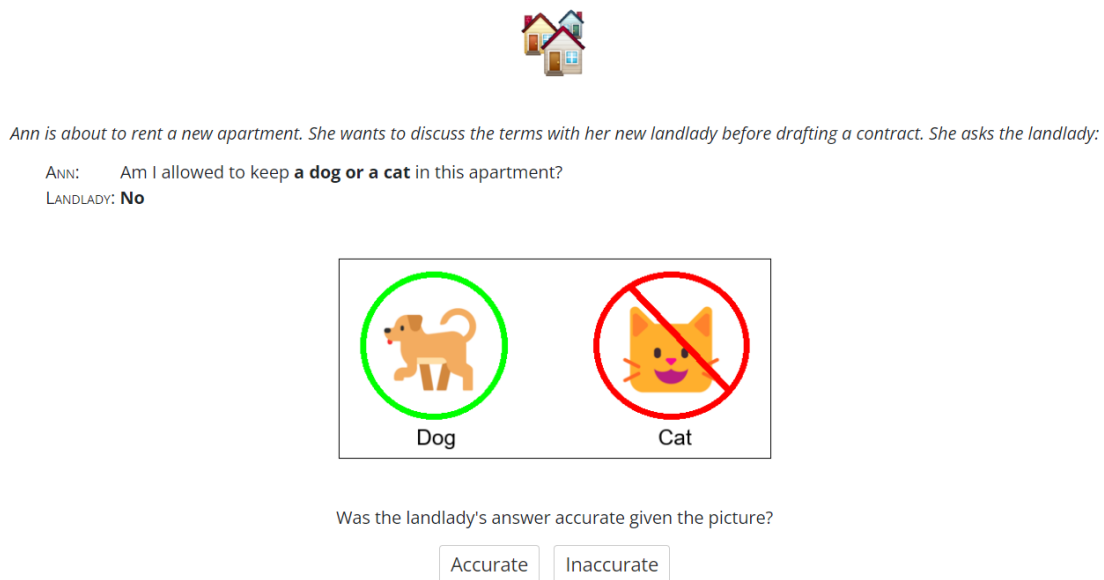 Ann is about to rent a new apartment. She wants to discuss the terms with her new landlady before drafting a contract. She asks the landlady:
ANN: Am I allowed to keep a dog or a cat in this apartment?
LANDLADY: No
Dog Cat
Was the landlady's answer accurate given the picture?
Accurate Inaccurate